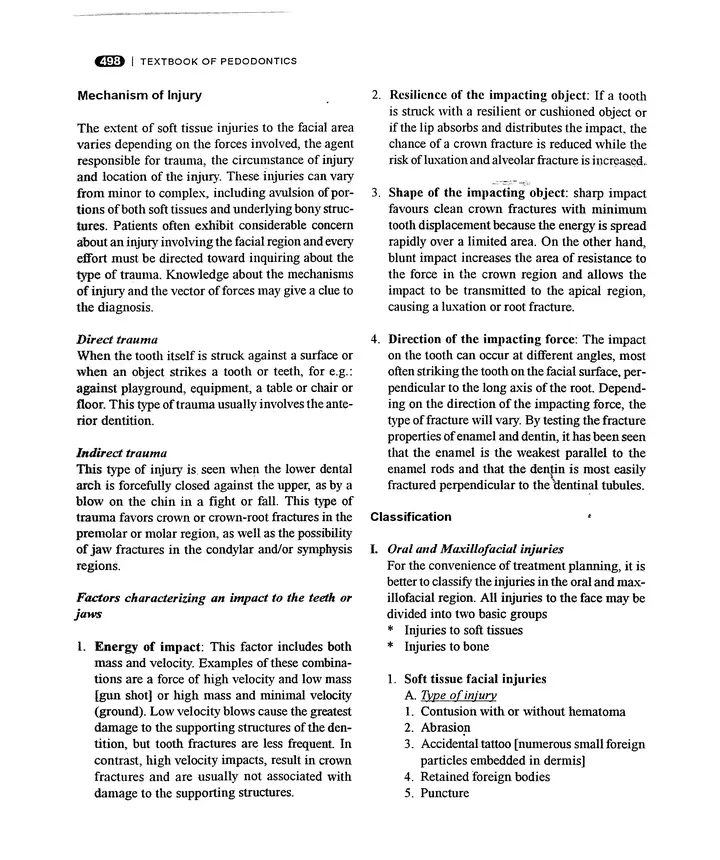 498 | TEXTBOOK OF PEDODONTICS
Mechanism of Injury
The extent of soft tissue injuries to the facial area
varies depending on the forces involved, the agent
responsible for trauma, the circumstance of injury
and location of the injury. These injuries can vary
from minor to complex, including avulsion of por-
tions of both soft tissues and underlying bony struc-
tures. Patients often exhibit considerable concern
about an injury involving the facial region and every
effort must be directed toward inquiring about the
type of trauma. Knowledge about the mechanisms
of injury and the vector of forces may give a clue to
the diagnosis.
Direct trauma
When the tooth itself is struck against a surface or
when an object strikes a tooth or teeth, for e.g.:
against playground, equipment, a table or chair or
floor. This type of trauma usually involves the ante-
rior dentition.
Indirect trauma
This type of injury is seen when the lower dental
arch is forcefully closed against the upper, as by a
blow on the chin in a fight or fall. This type of
trauma favors crown or crown-root fractures in the
premolar or molar region, as well as the possibility
of jaw fractures in the condylar and/or symphysis
regions.
Factors characterizing an impact to the teeth or
jaws
1. Energy of impact: This factor includes both
mass and velocity. Examples of these combina-
tions are a force of high velocity and low mass
[gun shot] or high mass and minimal velocity
(ground). Low velocity blows cause the greatest
damage to the supporting structures of the den-
tition, but tooth fractures are less frequent. In
contrast, high velocity impacts, result in crown
fractures and are usually not associated with
damage to the supporting structures.
2. Resilience of the impacting object: If a tooth
is struck with a resilient or cushioned object or
if the lip absorbs and distributes the impact, the
chance of a crown fracture is reduced while the
risk of luxation and alveolar fracture is increased.
3. Shape of the impacting object: sharp impact
favours clean crown fractures with minimum
tooth displacement because the energy is spread
rapidly over a limited area. On the other hand,
blunt impact increases the area of resistance to
the force in the crown region and allows the
impact to be transmitted to the apical region,
causing a luxation or root fracture.
4. Direction of the impacting force: The impact
on the tooth can occur at different angles, most
often striking the tooth on the facial surface, per-
pendicular to the long axis of the root. Depend-
ing on the direction of the impacting force, the
type of fracture will vary. By testing the fracture
properties of enamel and dentin, it has been seen
that the enamel is the weakest parallel to the
enamel rods and that the dentin is most easily
fractured perpendicular to the dentinal tubules.
Classification
I. Oral and Maxillofacial injuries
For the convenience of treatment planning, it is
better to classify the injuries in the oral and max-
illofacial region. All injuries to the face may be
divided into two basic groups
* Injuries to soft tissues
* Injuries to bone
1. Soft tissue facial injuries
A. Type of injury
1. Contusion with or without hematoma
2. Abrasion
3. Accidental tattoo [numerous small foreign
particles embedded in dermis]
4. Retained foreign bodies
5. Puncture